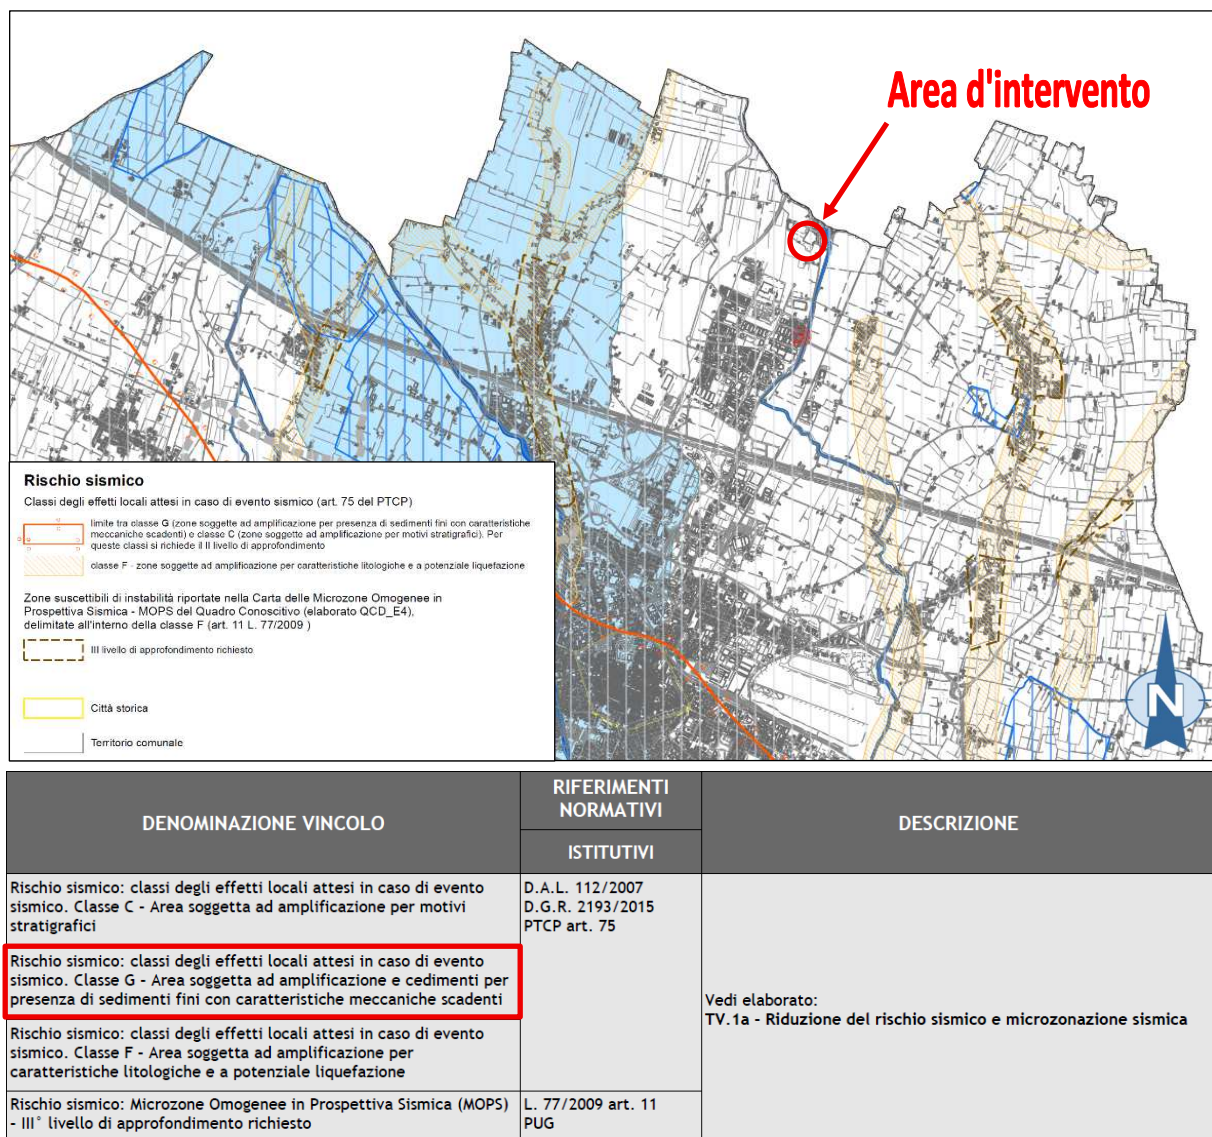 Area d'intervento
Rischio sismico
Classi degli effetti locali attesi in caso di evento sismico (art. 75 del PTCP)
limite tra classe G (zone soggette ad amplificazione per presenza di sedimenti fini con caratteristiche
meccaniche scadenti) e classe C (zone soggette ad amplificazione per motivi stratigrafici). Per
queste classi si richiede il II livello di approfondimento
classe F - zone soggette ad amplificazione per caratteristiche litologiche e a potenziale liquefazione
Zone suscettibili di instabilità riportate nella Carta delle Microzone Omogenee in
Prospettiva Sismica - MOPS del Quadro Conoscitivo (elaborato QCD_E4),
delimitate all'interno della classe F (art. 11 L. 77/2009 )
III livello di approfondimento richiesto
Città storica
Territorio comunale
N
DENOMINAZIONE VINCOLO
RIFERIMENTI
NORMATIVI
ISTITUTIVI
DESCRIZIONE
Rischio sismico: classi degli effetti locali attesi in caso di evento
sismico. Classe C - Area soggetta ad amplificazione per motivi
stratigrafici
D.A.L. 112/2007
D.G.R. 2193/2015
PTCP art. 75
Rischio sismico: classi degli effetti locali attesi in caso di evento
sismico. Classe G - Area soggetta ad amplificazione e cedimenti per
presenza di sedimenti fini con caratteristiche meccaniche scadenti
Vedi elaborato:
TV.1a - Riduzione del rischio sismico e microzonazione sismica
Rischio sismico: classi degli effetti locali attesi in caso di evento
sismico. Classe F - Area soggetta ad amplificazione per
caratteristiche litologiche e a potenziale liquefazione
Rischio sismico: Microzone Omogenee in Prospettiva Sismica (MOPS)
- III° livello di approfondimento richiesto
L. 77/2009 art. 11
PUG